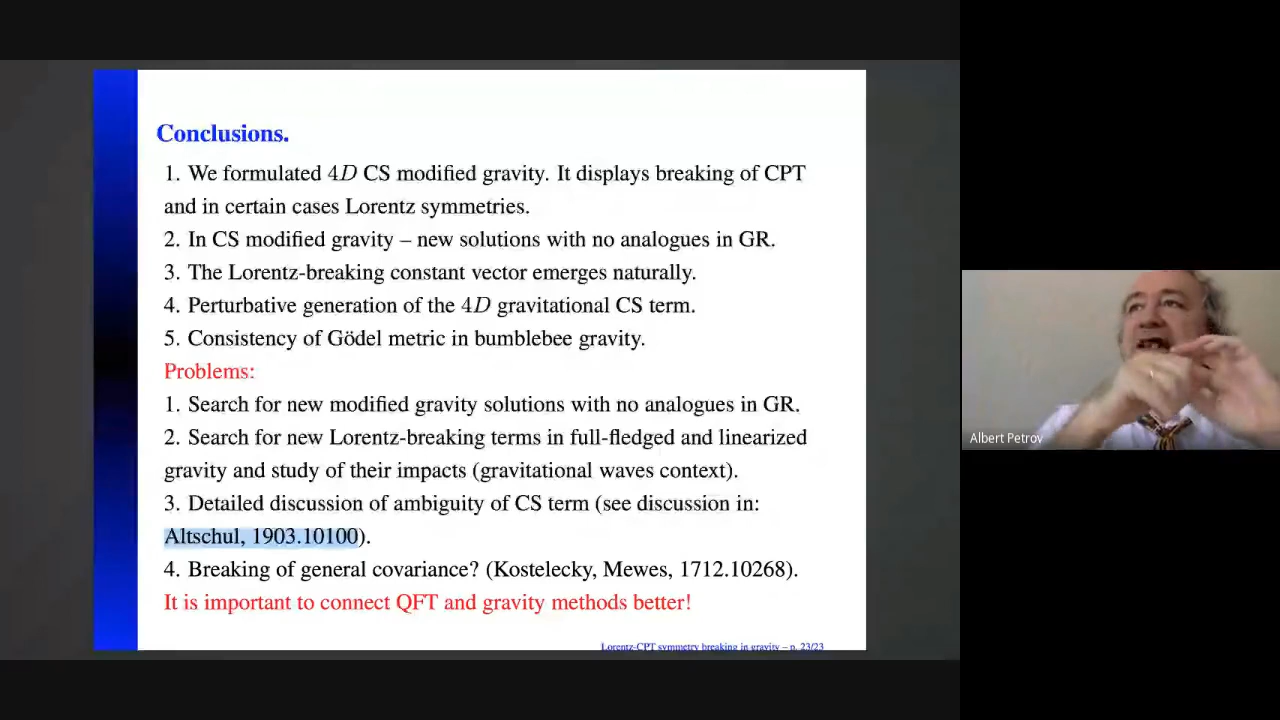 Conclusions.
1. We formulated 4D CS modified gravity. It displays breaking of CPT
and in certain cases Lorentz symmetries.
2. In CS modified gravity – new solutions with no analogues in GR.
3. The Lorentz-breaking constant vector emerges naturally.
4. Perturbative generation of the 4D gravitational CS term.
5. Consistency of Gödel metric in bumblebee gravity.
Problems:
1. Search for new modified gravity solutions with no analogues in GR.
2. Search for new Lorentz-breaking terms in full-fledged and linearized
gravity and study of their impacts (gravitational waves context).
3. Detailed discussion of ambiguity of CS term (see discussion in:
Altschul, 1903.10100).
4. Breaking of general covariance? (Kostelecky, Mewes, 1712.10268).
It is important to connect QFT and gravity methods better!
Lorentz-CPT symmetry breaking in gravity – p. 23/23
Albert Petrov